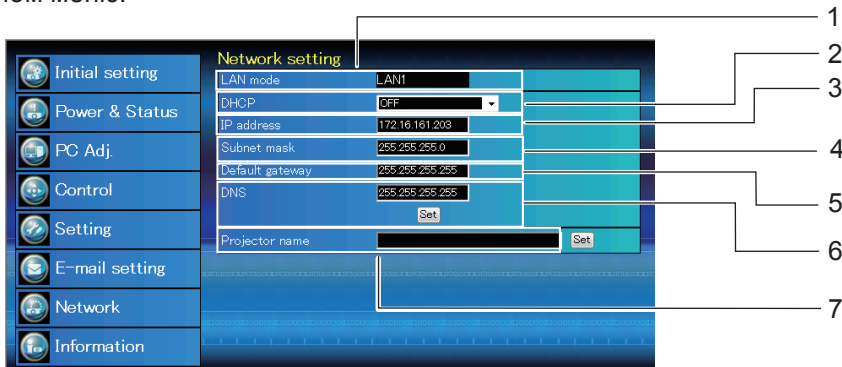 меню.
1
2
3
4
5
6
7
Initial setting
Power & Status
PC Adj.
Control
Setting
E-mail setting
Network
Information
Network setting
LAN mode LAN1
DHCP OFF
IP address 172.16.161.203
Subnet mask 255.255.255.0
Default gateway 255.255.255.255
DNS 255.255.255.255
Set
Projector name Set